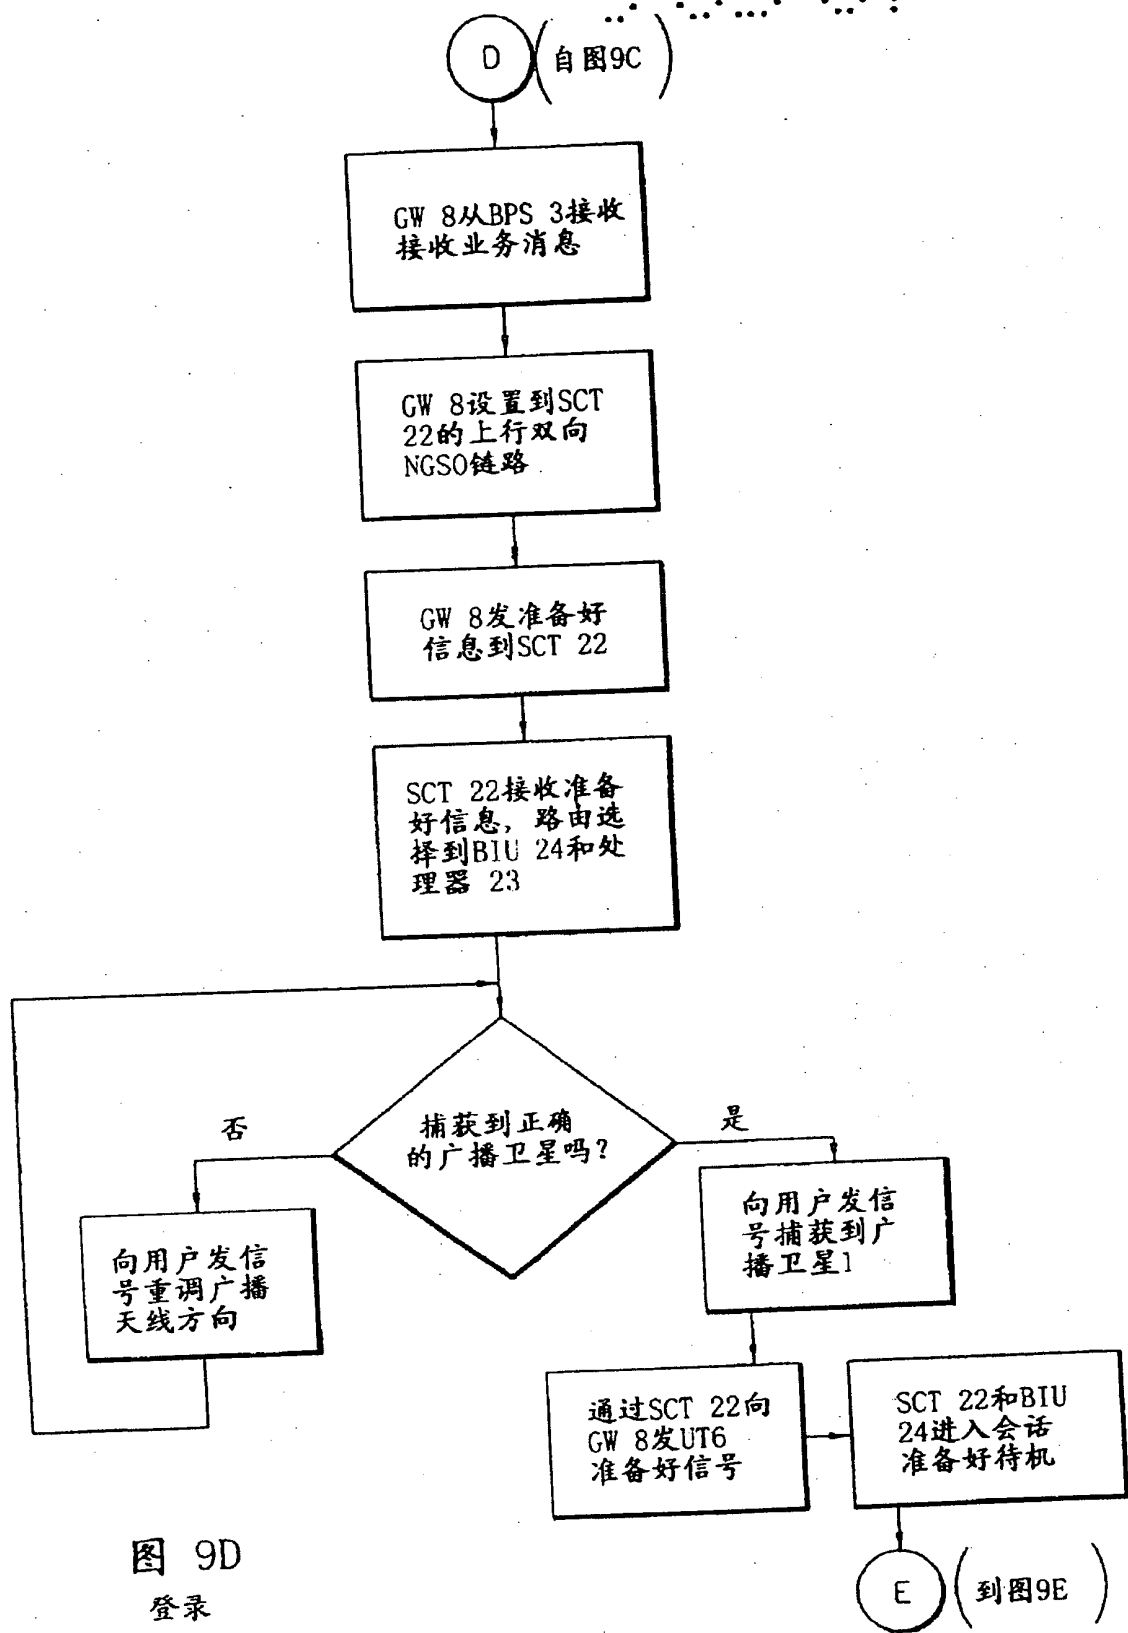 D (自图9C)
GW 8从BPS 3接收
接收业务消息
GW 8设置到SCT
22的上行双向
NGSO链路
GW 8发准备好
信息到SCT 22
SCT 22接收准备
好信息, 路由选
择到BIU 24和处
理器 23
捕获到正确
的广播卫星吗?
否
是
向用户发信
号重调广播
天线方向
向用户发信
号捕获到广
播卫星1
通过SCT 22向
GW 8发UT6
准备好信号
SCT 22和BIU
24进入会话
准备好待机
E (到图9E)
图 9D
登录